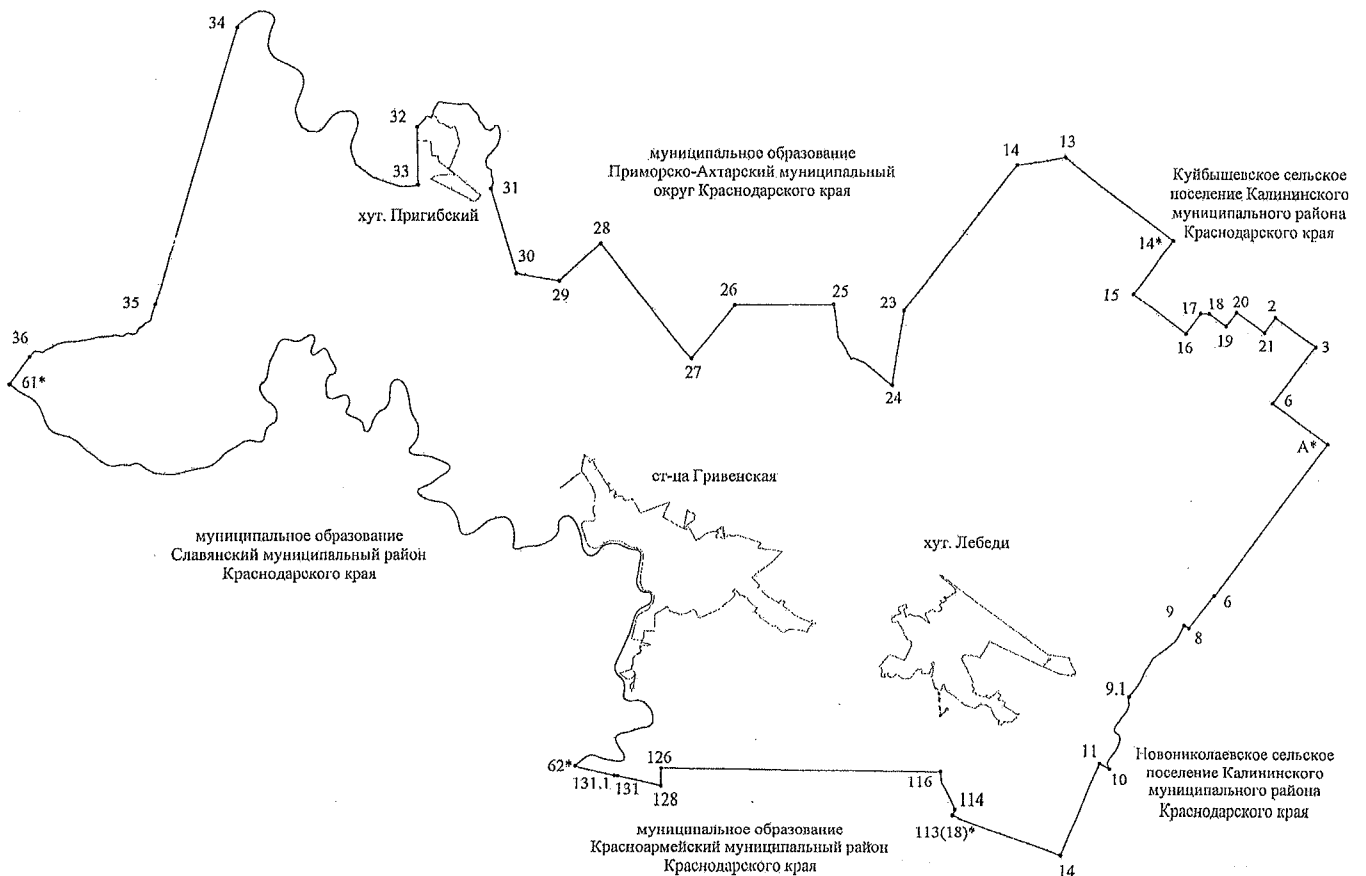 34
32
33
хут. Пригибский
31
муниципальное образование
Приморско-Ахтарский муниципальный
округ Краснодарского края
14
13
Куйбышевское сельское
поселение Калининского
муниципального района
Краснодарского края
14*
15
30
29
28
26
25
23
27
24
17
18
20
2
16
19
21
3
35
36
61*
6
А*
ст-ца Гривенская
муниципальное образование
Славянский муниципальный район
Краснодарского края
хут. Лебеди
6
9
8
9.1
11
10
Новониколаевское сельское
поселение Калининского
муниципального района
Краснодарского края
62*
131.1
131
126
128
116
114
113(18)*
14
муниципальное образование
Красноармейский муниципальный район
Краснодарского края